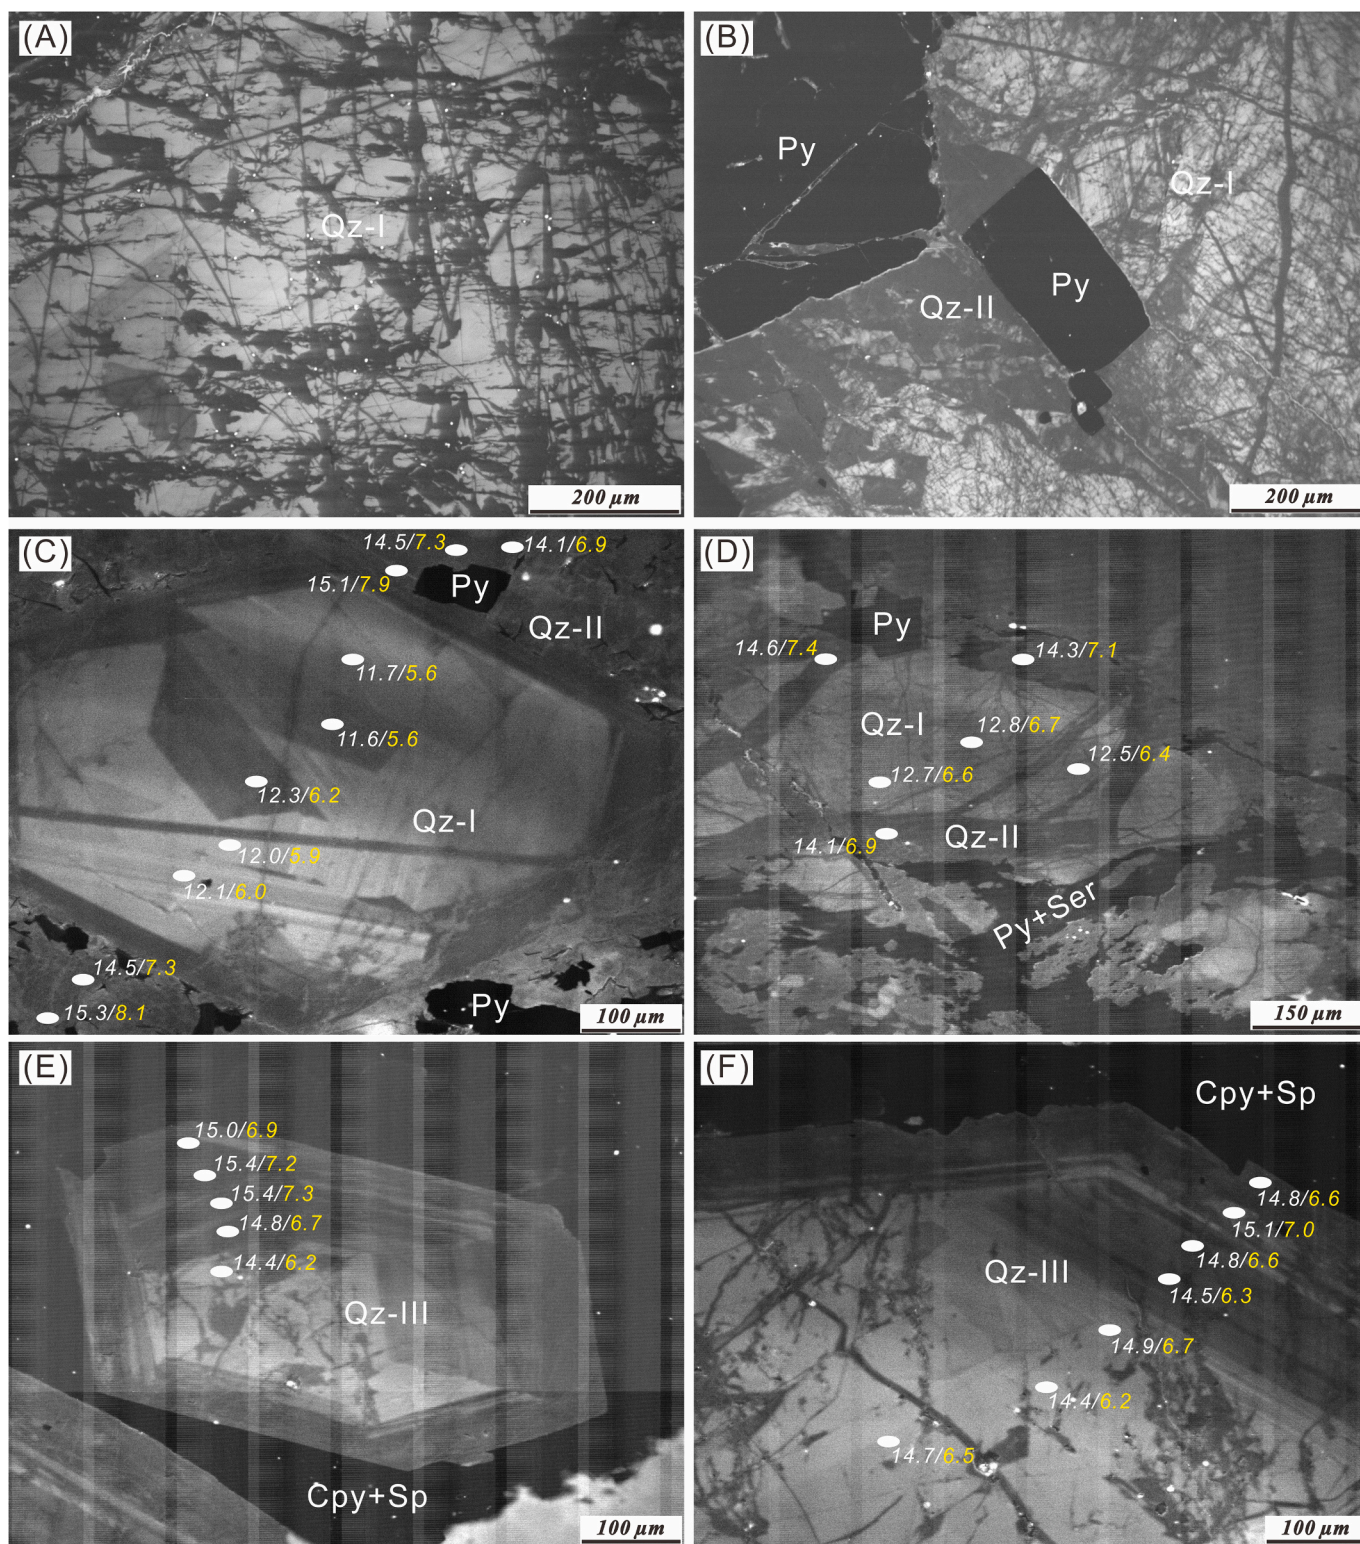 (A)
Qz-I
200 µm
(B)
Py
Qz-I
Py
Qz-II
200 µm
(C)
14.5/7.3
14.1/6.9
15.1/7.9
Py
Qz-II
11.7/5.6
11.6/5.6
12.3/6.2
Qz-I
12.0/5.9
12.1/6.0
14.5/7.3
15.3/8.1
Py
100 µm
(D)
Py
14.6/7.4
14.3/7.1
Qz-I
12.8/6.7
12.5/6.4
12.7/6.6
14.1/6.9
Qz-II
Py+Ser
150 µm
(E)
15.0/6.9
15.4/7.2
15.4/7.3
14.8/6.7
14.4/6.2
Qz-III
Cpy+Sp
100 µm
(F)
Cpy+Sp
14.8/6.6
15.1/7.0
14.8/6.6
Qz-III
14.5/6.3
14.9/6.7
14.4/6.2
14.7/6.5
100 µm